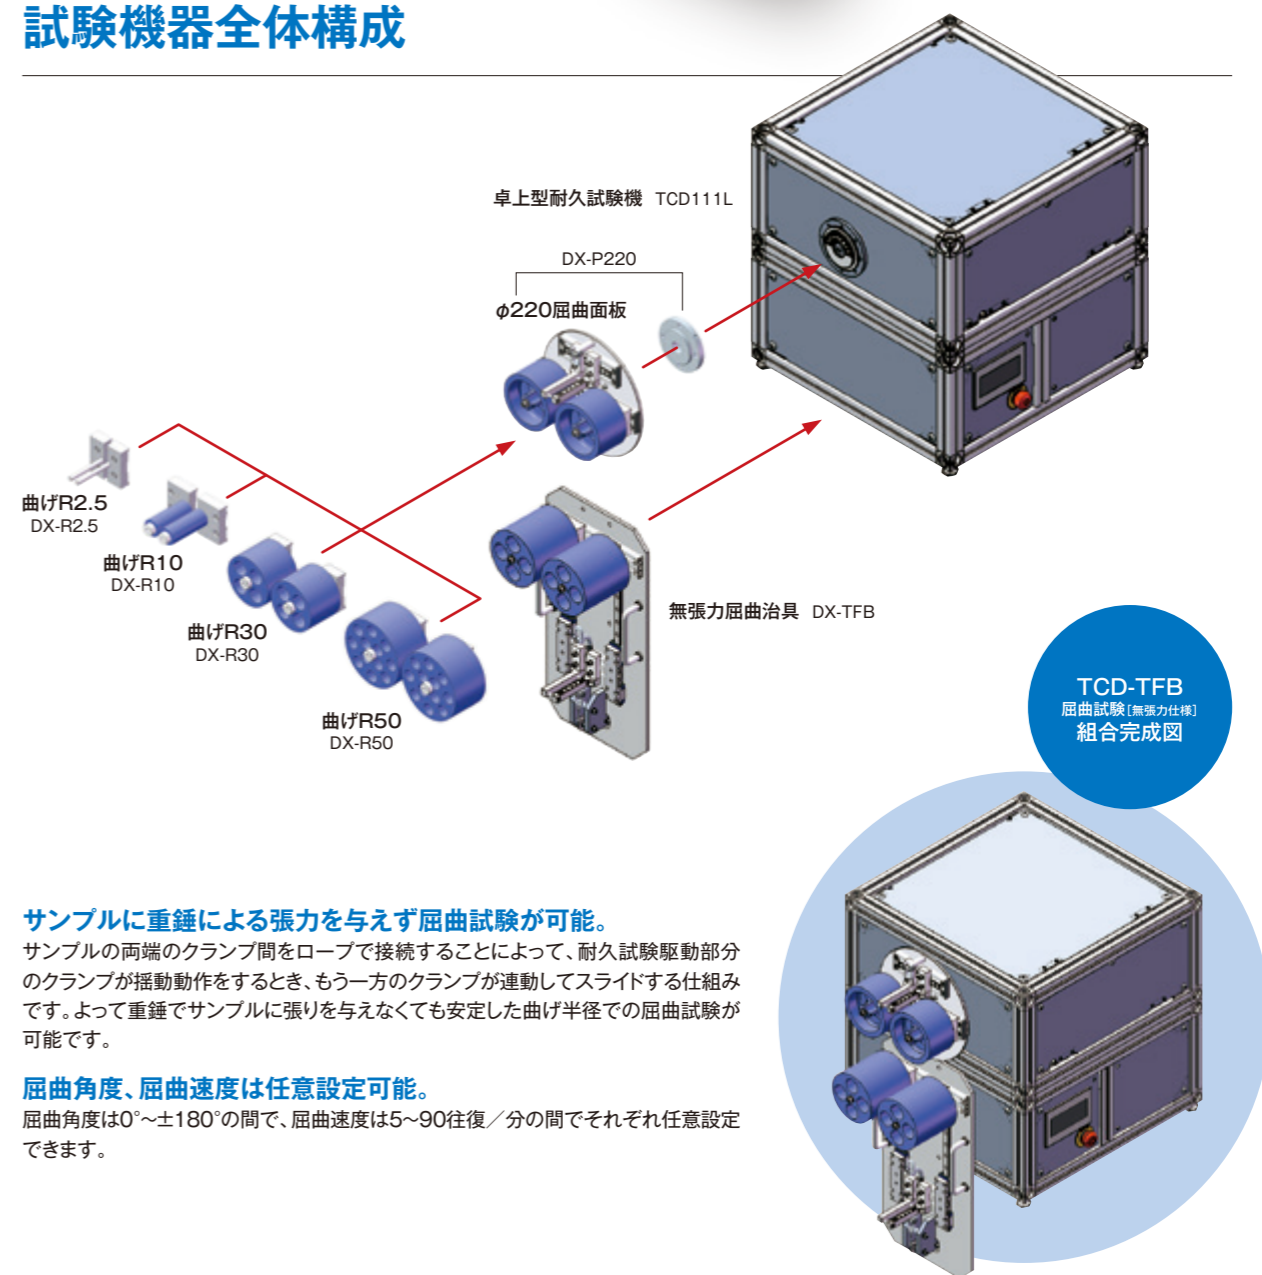 試験機器全体構成
卓上型耐久試験機 TCD111L
DX-P220
φ220屈曲面板
曲げR2.5
DX-R2.5
曲げR10
DX-R10
曲げR30
DX-R30
曲げR50
DX-R50
無張力屈曲治具 DX-TFB
TCD-TFB
屈曲試験[無張力仕様]
組合完成図
サンプルに重錘による張力を与えず屈曲試験が可能。
サンプルの両端のクランプ間をロープで接続することによって、耐久試験駆動部分
のクランプが揺動動作をするとき、もう一方のクランプが連動してスライドする仕組み
です。よって重錘でサンプルに張りを与えなくても安定した曲げ半径での屈曲試験が
可能です。
屈曲角度、屈曲速度は任意設定可能。
屈曲角度は0°～±180°の間で、屈曲速度は5～90往復／分の間でそれぞれ任意設定
できます。